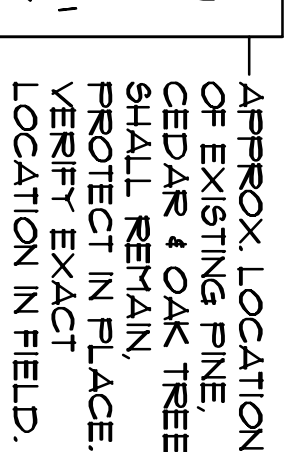 APPROX. LOCATION
OF EXISTING PINE,
CEDAR & OAK TREE
SHALL REMAIN,
PROTECT IN PLACE.
VERIFY EXACT
LOCATION IN FIELD.